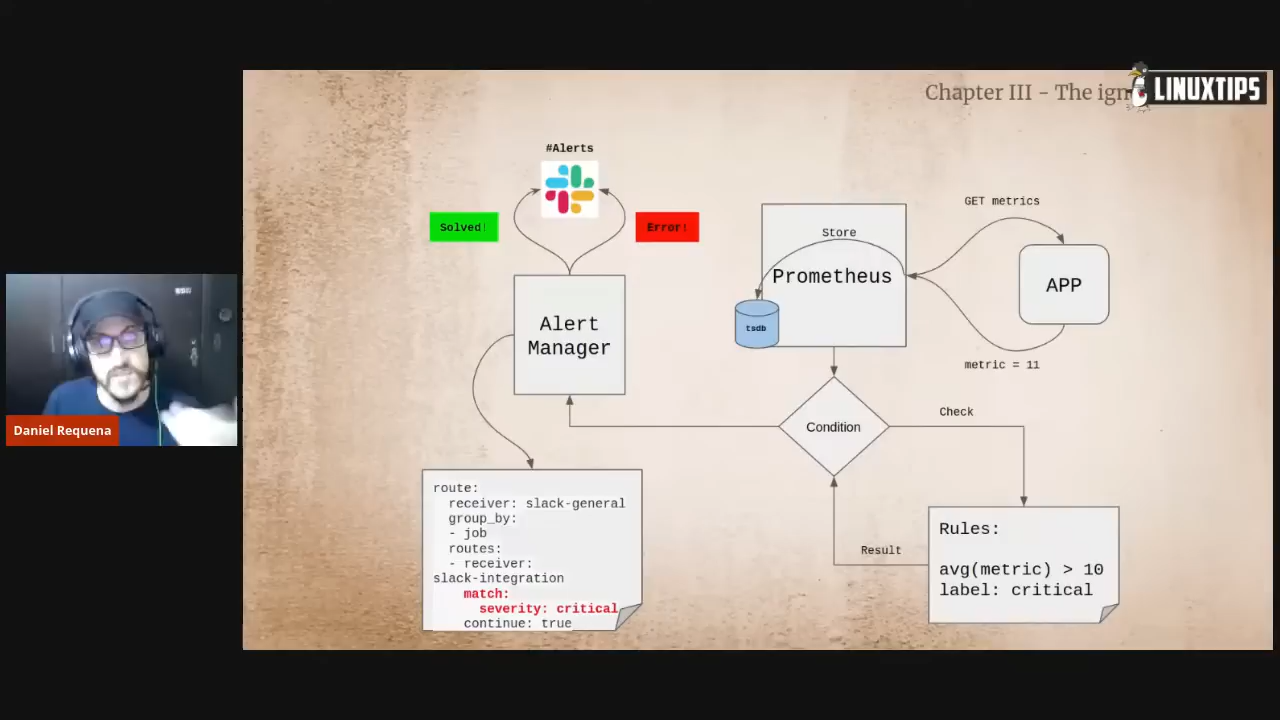 Chapter III - The ign
LINUXTIPS
#Alerts
Solved!
Error!
Alert
Manager
GET metrics
Store
Prometheus
tsdb
APP
metric = 11
Condition
Check
Result
Rules:
avg(metric) > 10
label: critical
route:
receiver: slack-general
group_by:
- job
routes:
- receiver:
slack-integration
match:
severity: critical
continue: true
Daniel Requena